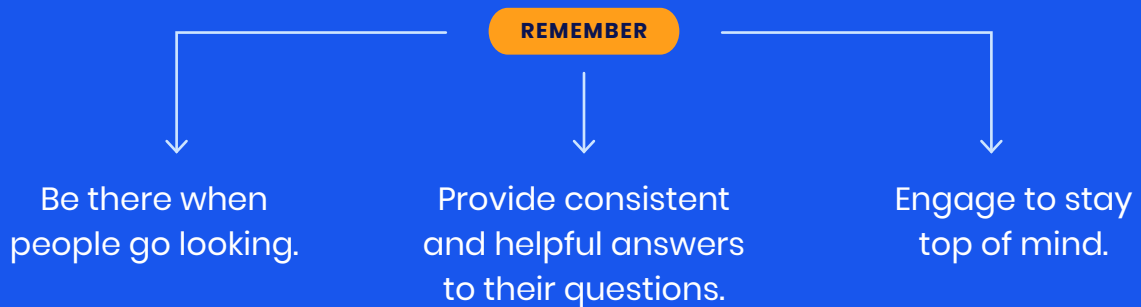 REMEMBER
Be there when
people go looking.
Provide consistent
and helpful answers
to their questions.
Engage to stay
top of mind.